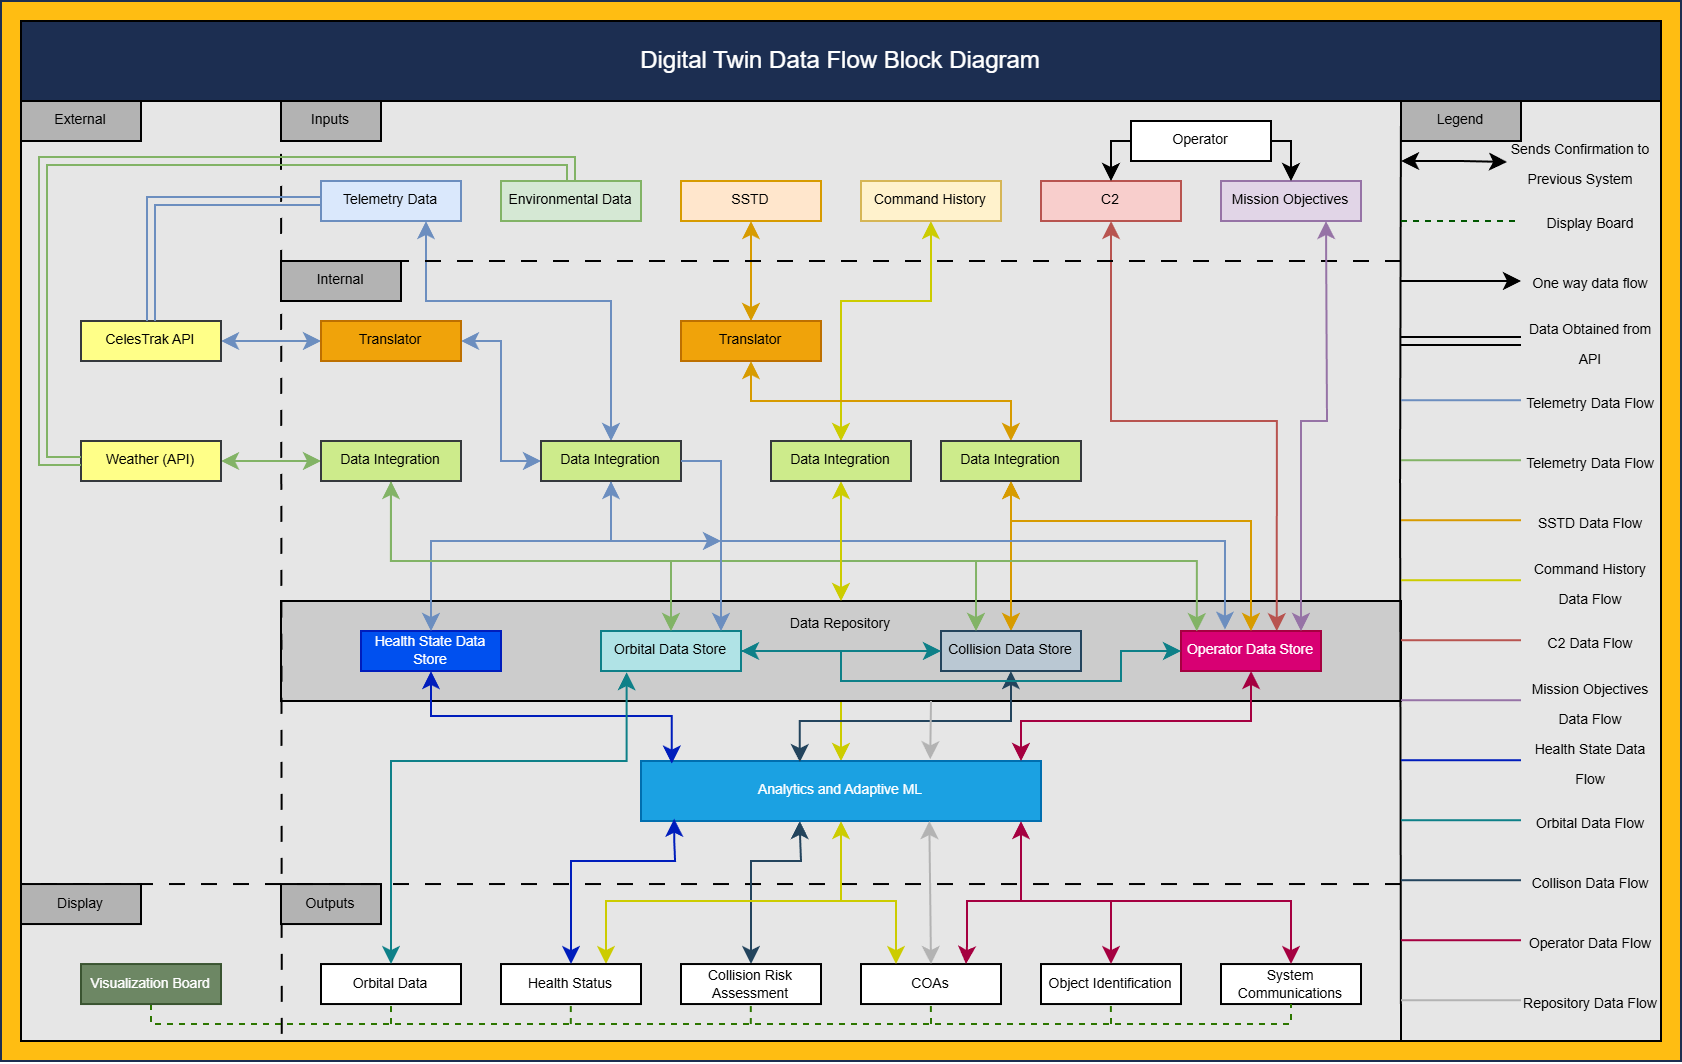 Digital Twin Data Flow Block Diagram
External
Inputs
Legend
Operator
Sends Confirmation to
Previous System
Telemetry Data
Environmental Data
SSTD
Command History
C2
Mission Objectives
Display Board
Internal
One way data flow
CelesTrak API
Translator
Translator
Data Obtained from
API
Telemetry Data Flow
Weather (API)
Data Integration
Data Integration
Data Integration
Data Integration
Telemetry Data Flow
SSTD Data Flow
Command History
Data Flow
Data Repository
Health State Data
Store
Orbital Data Store
Collision Data Store
Operator Data Store
C2 Data Flow
Mission Objectives
Data Flow
Health State Data
Flow
Analytics and Adaptive ML
Orbital Data Flow
Collison Data Flow
Display
Outputs
Operator Data Flow
Visualization Board
Orbital Data
Health Status
Collision Risk
Assessment
COAs
Object Identification
System
Communications
Repository Data Flow